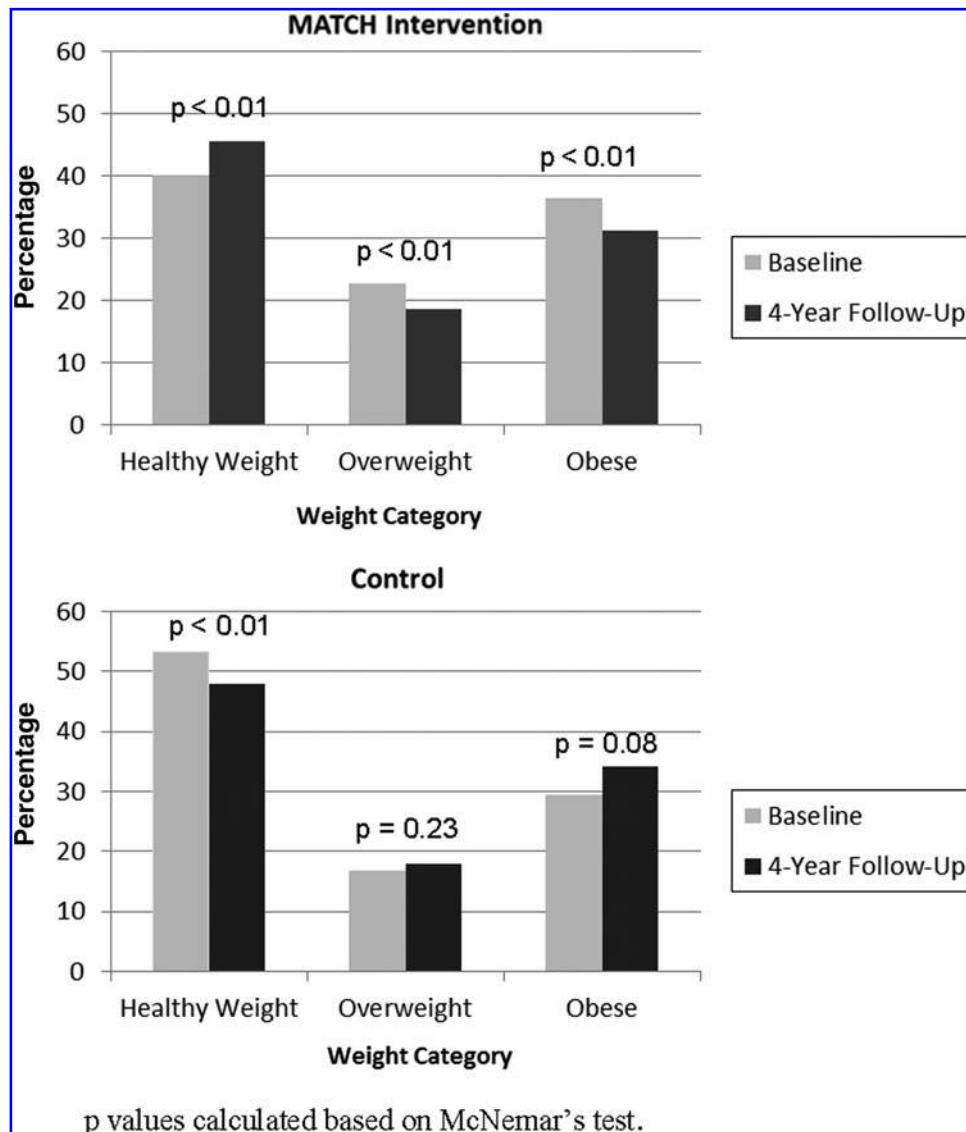 MATCH Intervention
60
50
40
30
20
10
0
Percentage
p < 0.01
p < 0.01
p < 0.01
Healthy Weight
Overweight
Obese
Weight Category
Baseline
4-Year Follow-Up
Control
60
50
40
30
20
10
0
Percentage
p < 0.01
p = 0.23
p = 0.08
Healthy Weight
Overweight
Obese
Weight Category
Baseline
4-Year Follow-Up
p values calculated based on McNemar's test.